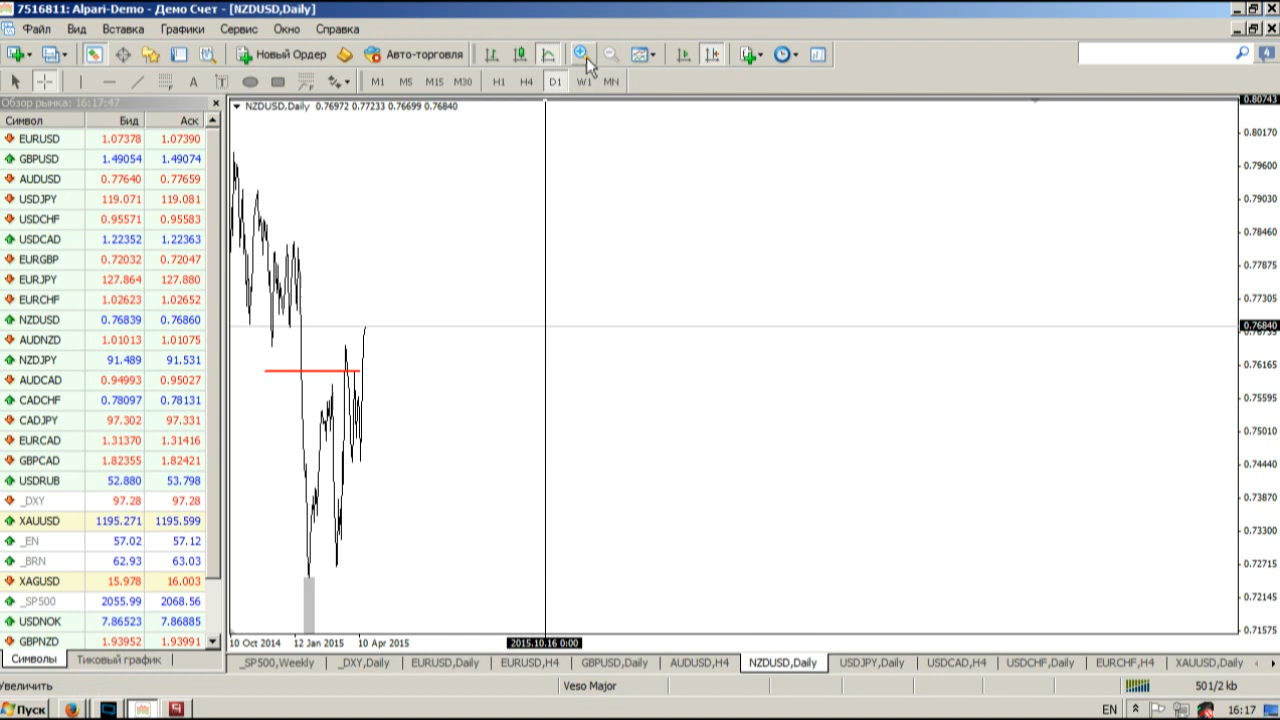 7516811: Alpari-Demo - Демо Счет - [NZDUSD,Daily]
Файл Вид Вставка Графики Сервис Окно Справка
Новый Ордер Авто-торговля
A T M1 M5 M15 M30 H1 H4 D1 W1 MN
Обзор рынка: 16:17:47
Символ Бид Аск
EURUSD 1.07378 1.07390
GBPUSD 1.49054 1.49074
AUDUSD 0.77640 0.77659
USDJPY 119.071 119.081
USDCHF 0.95571 0.95583
USDCAD 1.22352 1.22363
EURGBP 0.72032 0.72047
EURJPY 127.864 127.880
EURCHF 1.02623 1.02652
NZDUSD 0.76839 0.76860
AUDNZD 1.01013 1.01075
NZDJPY 91.489 91.531
AUDCAD 0.94993 0.95027
CADCHF 0.78097 0.78131
CADJPY 97.302 97.331
EURCAD 1.31370 1.31416
GBPCAD 1.82355 1.82421
USDRUB 52.880 53.798
_DXY 97.28 97.28
XAUUSD 1195.271 1195.599
_EN 57.02 57.12
_BRN 62.93 63.03
XAGUSD 15.978 16.003
_SP500 2055.99 2068.56
USDNOK 7.86523 7.86885
GBPNZD 1.93952 1.93991
Символы Тиковый график
NZDUSD,Daily 0.76972 0.77233 0.76699 0.76840
0.80743
0.80170
0.79600
0.79030
0.78460
0.77875
0.77305
0.76840
0.76735
0.76165
0.75595
0.75010
0.74440
0.73870
0.73300
0.72715
0.72145
0.71575
10 Oct 2014 12 Jan 2015 10 Apr 2015 2015.10.16 0:00
_SP500,Weekly _DXY,Daily EURUSD,Daily EURUSD,H4 GBPUSD,Daily AUDUSD,H4 NZDUSD,Daily USDJPY,Daily USDCAD,H4 USDCHF,Daily EURCHF,H4 XAUUSD,Daily
Увеличить Veso Major 501/2 kb
Пуск EN 16:17